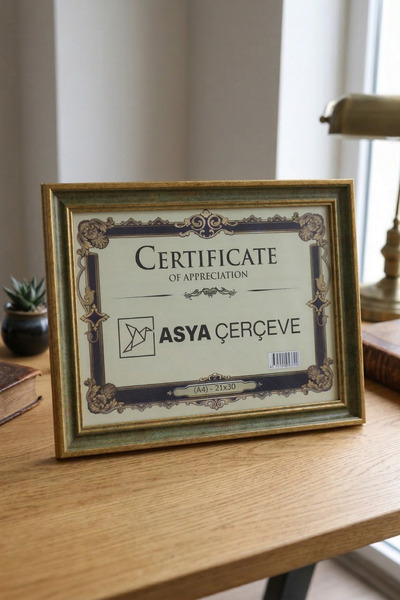 CERTIFICATE
OF APPRECIATION
ASYA ÇERÇEVE
(A4) - 21x30